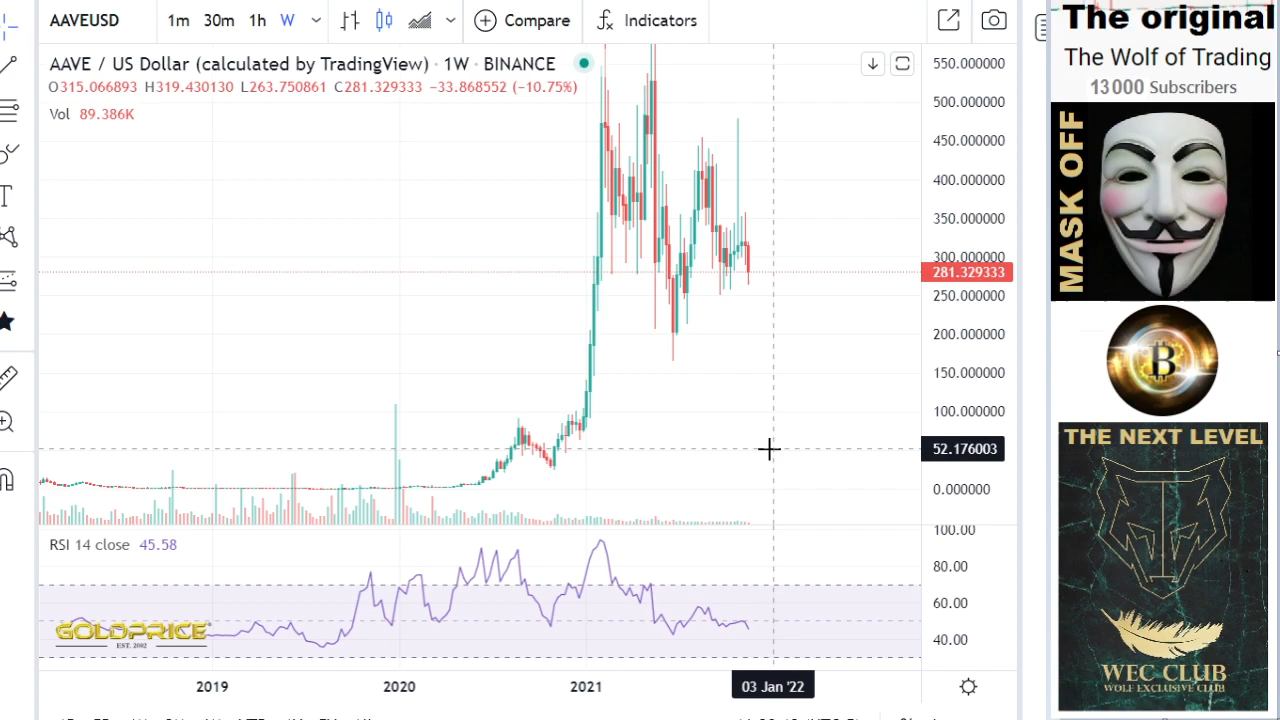 AAVEUSD
1m 30m 1h W
Compare
Indicators
AAVE / US Dollar (calculated by TradingView) · 1W · BINANCE
O315.066893 H319.430130 L263.750861 C281.329333 −33.868552 (−10.75%)
Vol 89.386K
550.000000
500.000000
450.000000
400.000000
350.000000
300.000000
281.329333
250.000000
200.000000
150.000000
100.000000
52.176003
0.000000
RSI 14 close 45.58
100.00
80.00
60.00
40.00
GOLDPRICE
EST. 2002
2019
2020
2021
03 Jan '22
The original
The Wolf of Trading
13000 Subscribers
MASK OFF
THE NEXT LEVEL
WEC CLUB
WOLF EXCLUSIVE CLUB